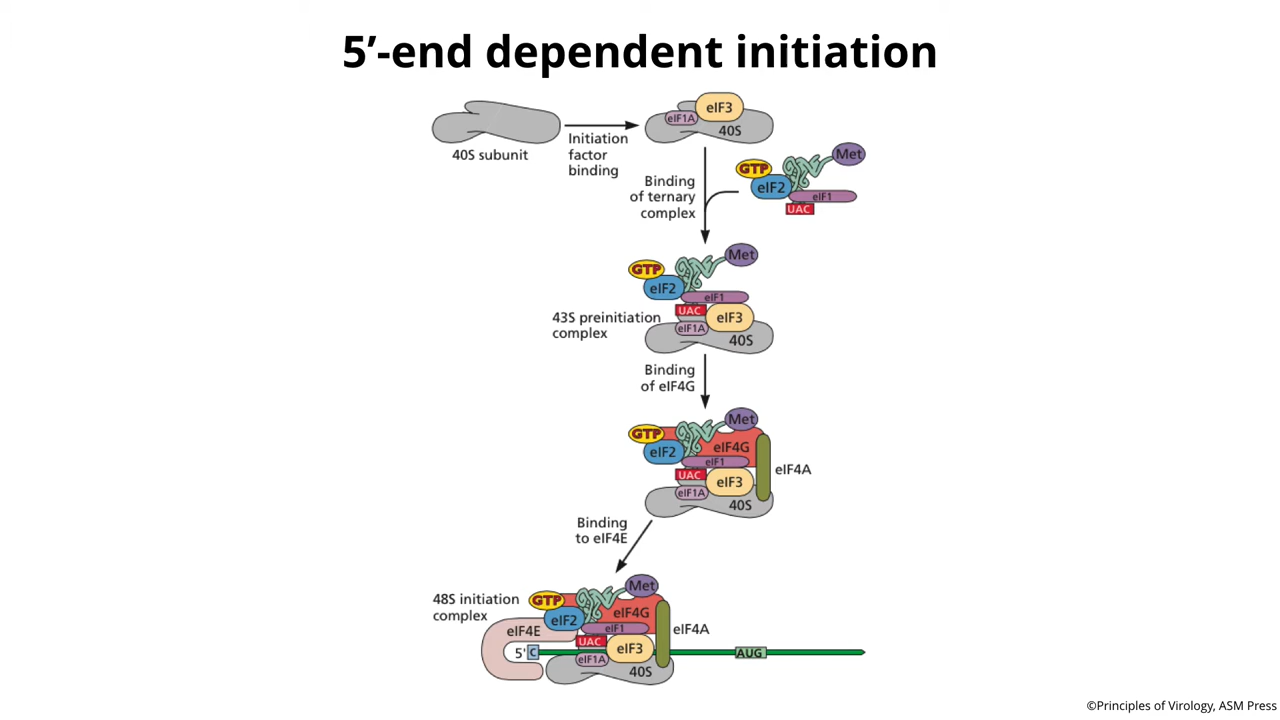 5’-end dependent initiation
eIF3
eIF1A
40S
40S subunit
Initiation
factor
binding
Met
GTP
eIF2
eIF1
UAC
Binding
of ternary
complex
Met
GTP
eIF2
eIF1
UAC
eIF3
eIF1A
40S
43S preinitiation
complex
Binding
of eIF4G
Met
GTP
eIF4G
eIF2
eIF1
eIF4A
UAC
eIF3
eIF1A
40S
Binding
to eIF4E
48S initiation
complex
Met
GTP
eIF4G
eIF2
eIF1
eIF4E
eIF4A
UAC
eIF3
5' C
AUG
eIF1A
40S
©Principles of Virology, ASM Press